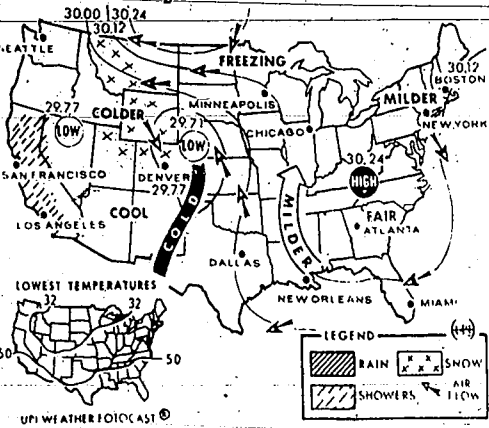 30.00 30.24
30.12
SEATTLE
FREEZING
30.12
BOSTON
MINNEAPOLIS
MILDER
NEW YORK
29.77
COLDER
29.71
LOW
LOW
CHICAGO
30.24
HIGH
SAN FRANCISCO
DENVER
29.77
COOL
COLD
MILDER
FAIR
ATLANTA
LOS ANGELES
DALLAS
NEW ORLEANS
MIAMI
LOWEST TEMPERATURES
32 32
50
50
LEGEND
RAIN
SNOW
SHOWERS
AIR
FLOW
UPI WEATHER FOTOCAST ®